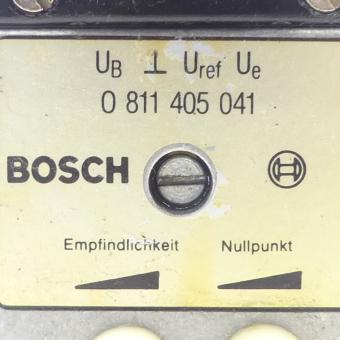 UB ⊥ Uref Ue
0 811 405 041
BOSCH
Empfindlichkeit Nullpunkt